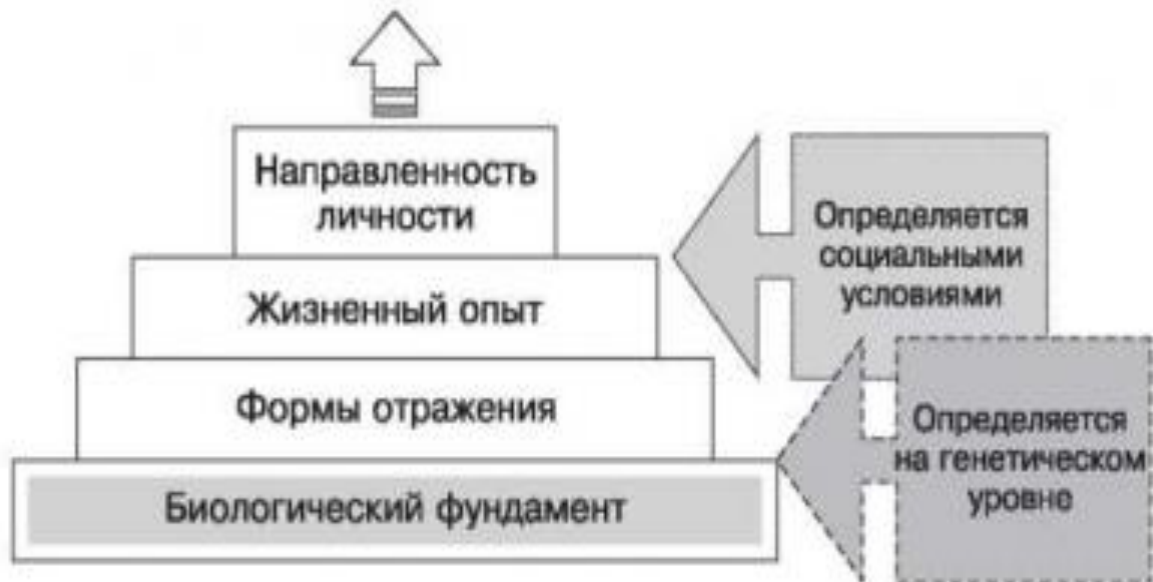 Направленность
личности
Жизненный опыт
Формы отражения
Биологический фундамент
Определяется
социальными
условиями
Определяется
на генетическом
уровне